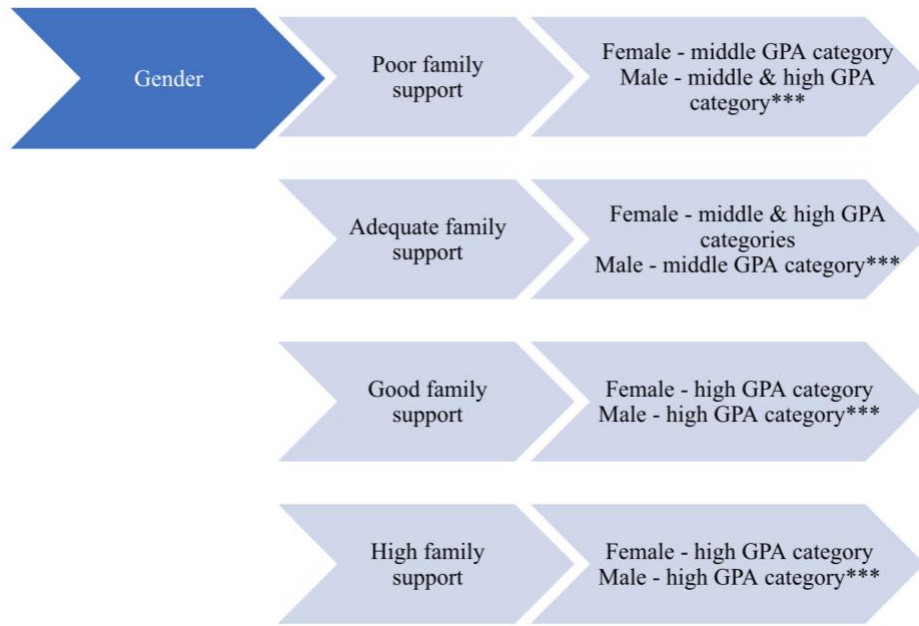 Gender
Poor family
support
Female - middle GPA category
Male - middle & high GPA
category***
Adequate family
support
Female - middle & high GPA
categories
Male - middle GPA category***
Good family
support
Female - high GPA category
Male - high GPA category***
High family
support
Female - high GPA category
Male - high GPA category***